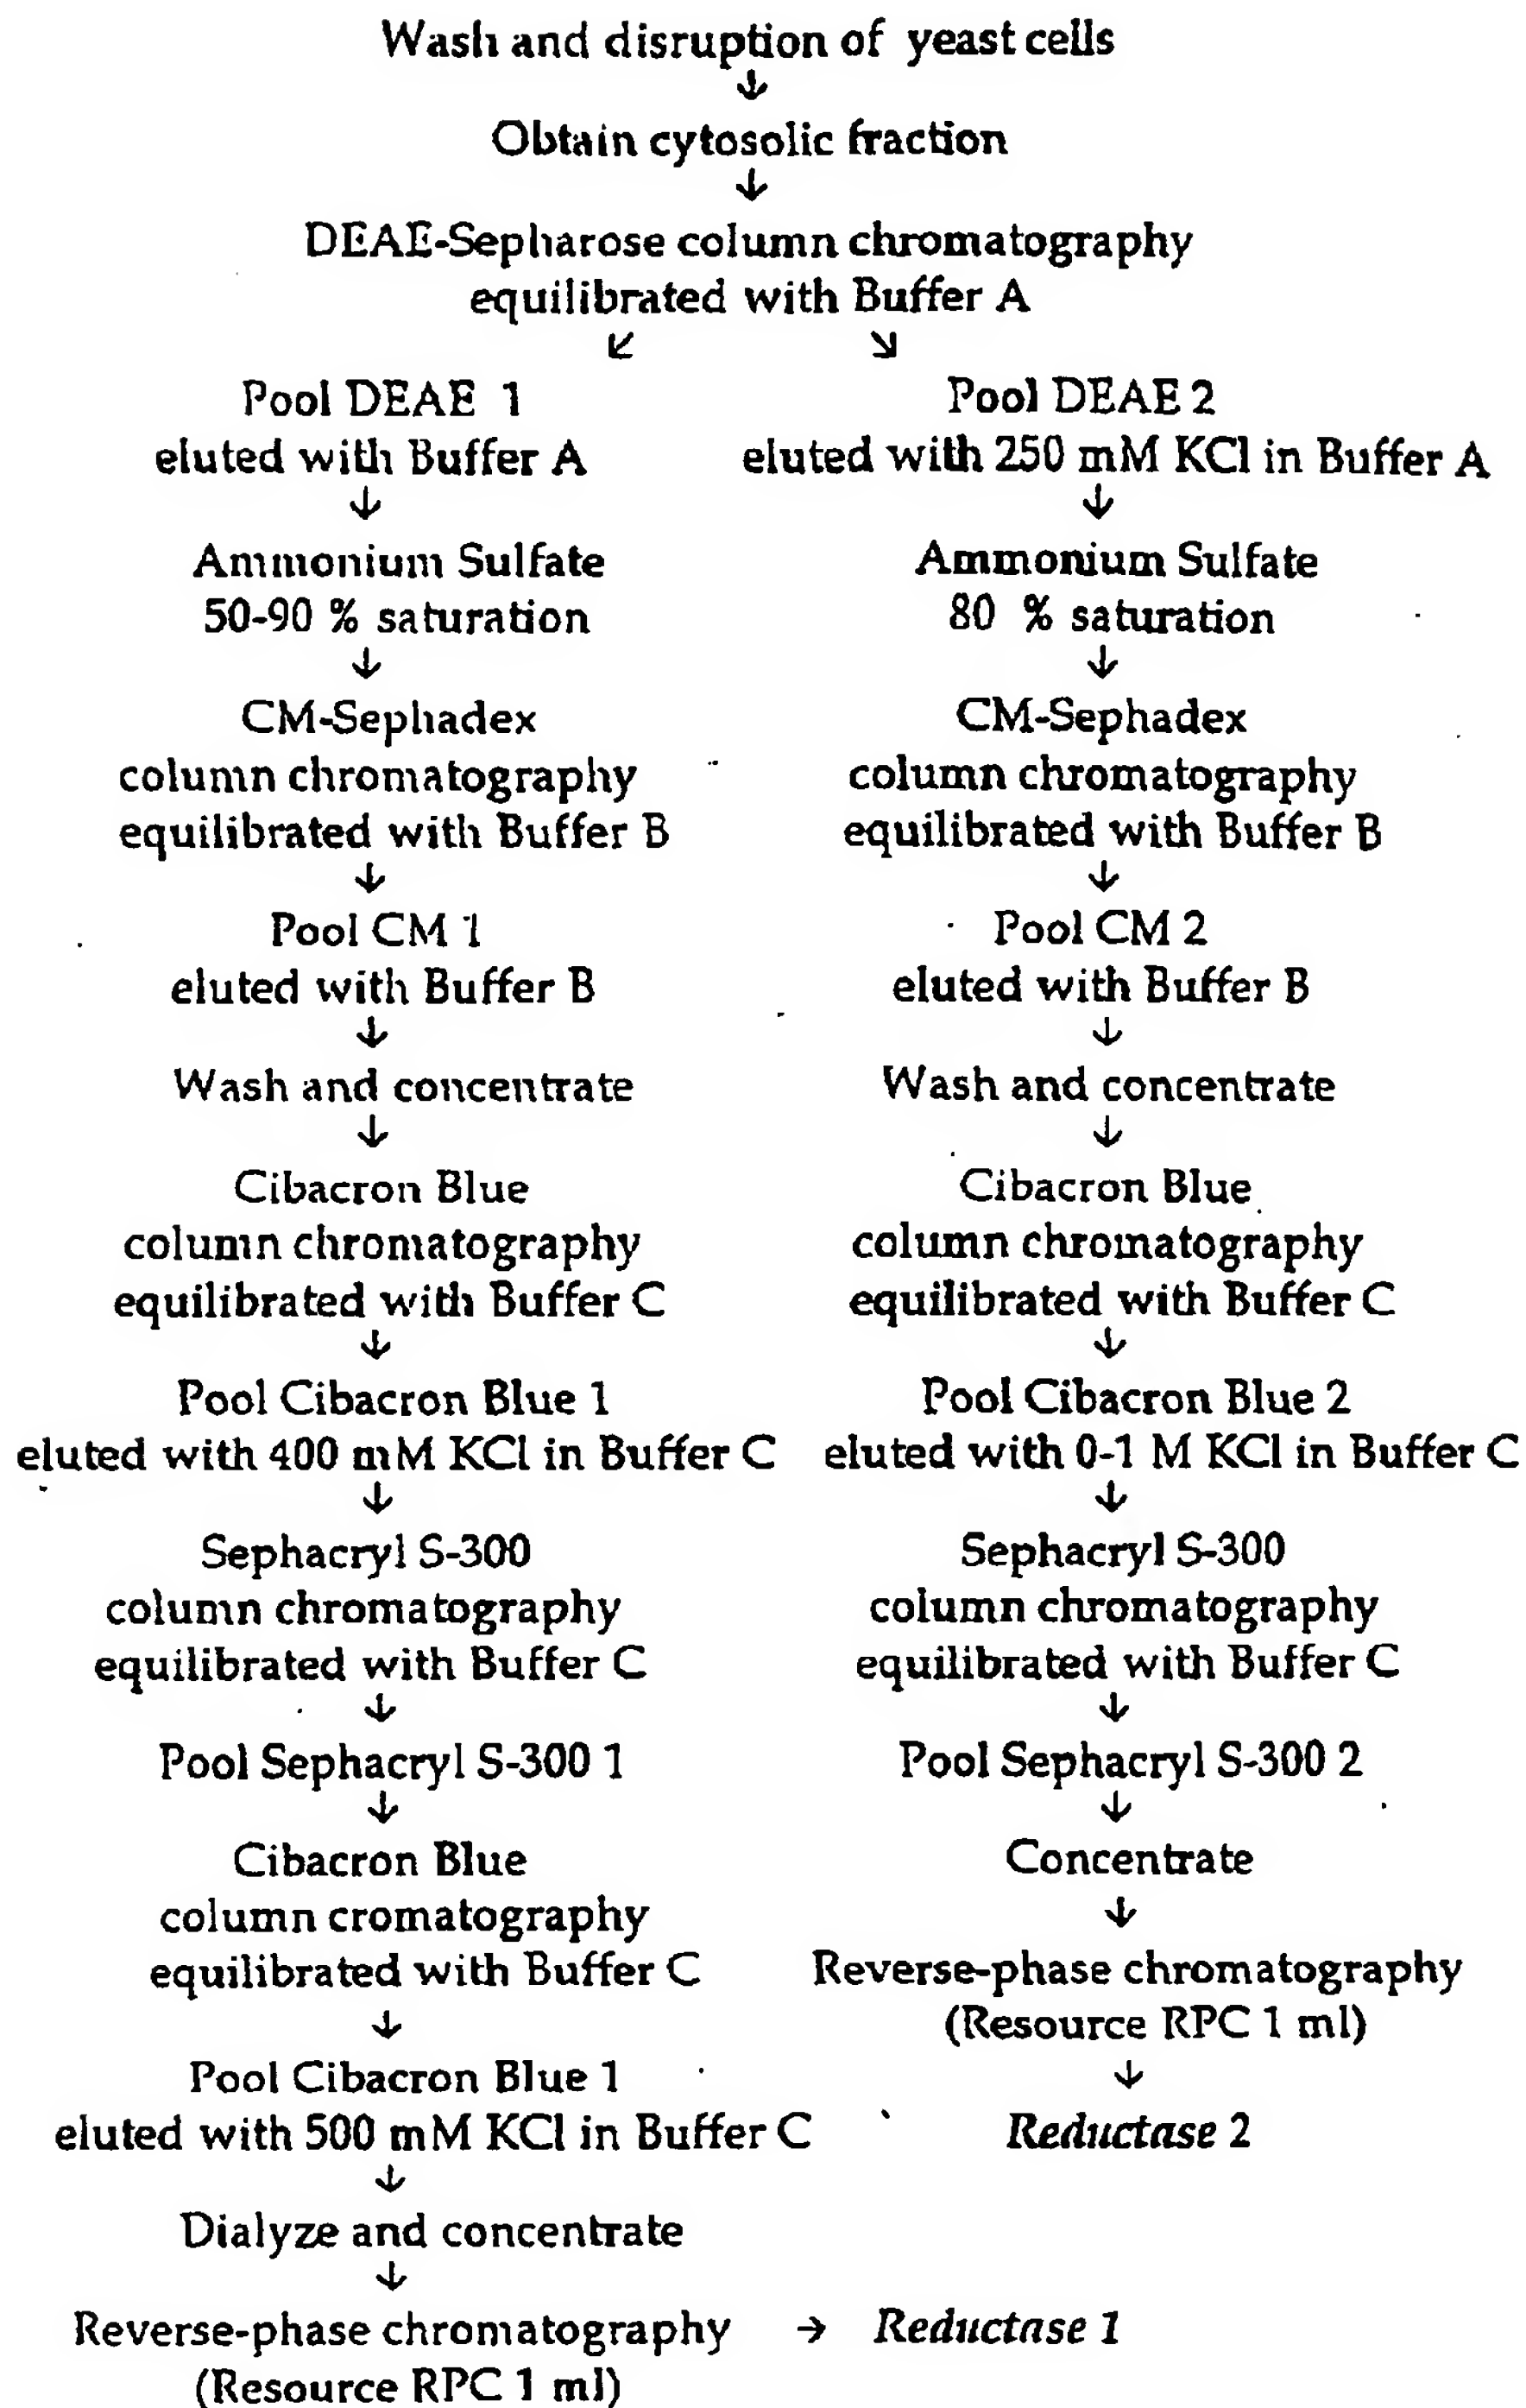 Wash and disruption of yeast cells
↓
Obtain cytosolic fraction
↓
DEAE-Sepharose column chromatography
equilibrated with Buffer A
↙ ↘
Pool DEAE 1
eluted with Buffer A
↓
Ammonium Sulfate
50-90 % saturation
↓
CM-Sephadex
column chromatography
equilibrated with Buffer B
↓
Pool CM 1
eluted with Buffer B
↓
Wash and concentrate
↓
Cibacron Blue
column chromatography
equilibrated with Buffer C
↓
Pool Cibacron Blue 1
eluted with 400 mM KCl in Buffer C
↓
Sephacryl S-300
column chromatography
equilibrated with Buffer C
↓
Pool Sephacryl S-300 1
↓
Cibacron Blue
column cromatography
equilibrated with Buffer C
↓
Pool Cibacron Blue 1
eluted with 500 mM KCl in Buffer C
↓
Dialyze and concentrate
↓
Reverse-phase chromatography → Reductase 1
(Resource RPC 1 ml)
Pool DEAE 2
eluted with 250 mM KCl in Buffer A
↓
Ammonium Sulfate
80 % saturation
↓
CM-Sephadex
column chromatography
equilibrated with Buffer B
↓
Pool CM 2
eluted with Buffer B
↓
Wash and concentrate
↓
Cibacron Blue
column chromatography
equilibrated with Buffer C
↓
Pool Cibacron Blue 2
eluted with 0-1 M KCl in Buffer C
↓
Sephacryl S-300
column chromatography
equilibrated with Buffer C
↓
Pool Sephacryl S-300 2
↓
Concentrate
↓
Reverse-phase chromatography
(Resource RPC 1 ml)
↓
Reductase 2